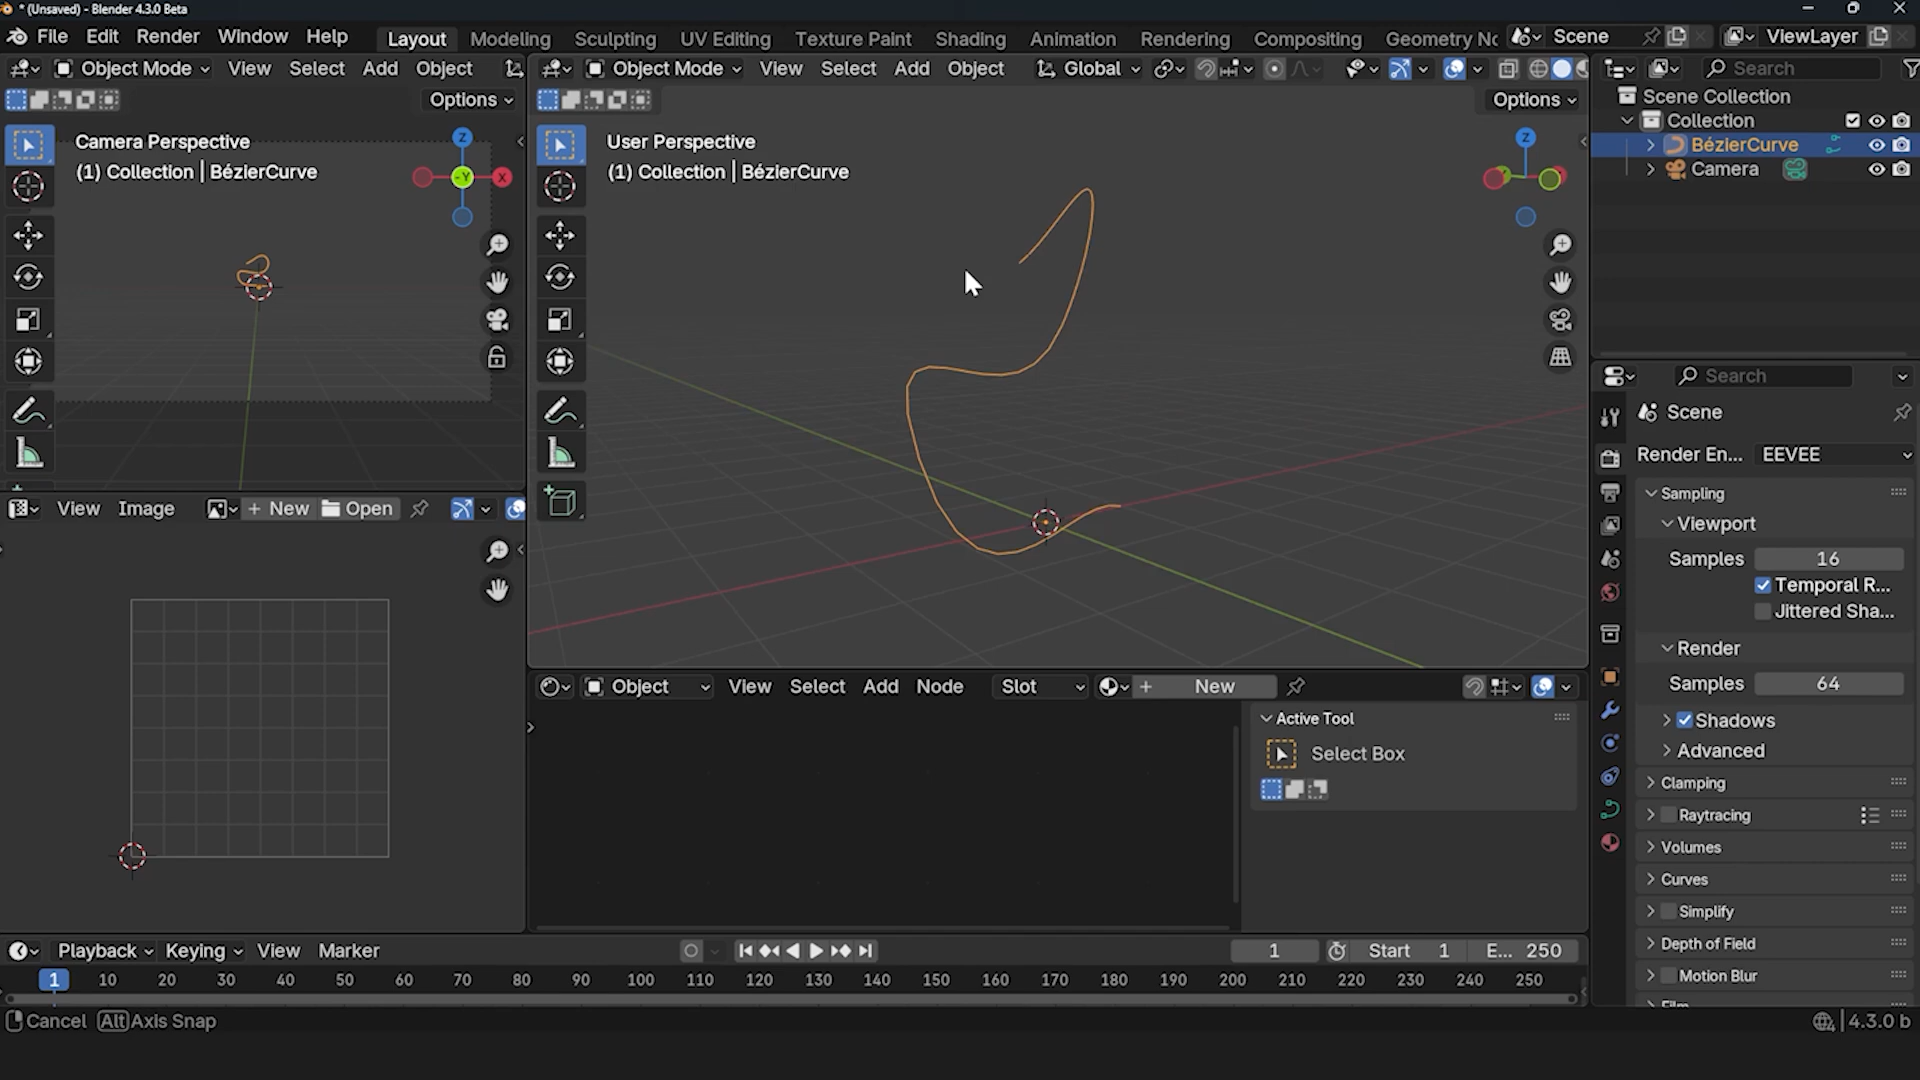 * (Unsaved) - Blender 4.3.0 Beta
File Edit Render Window Help Layout Modeling Sculpting UV Editing Texture Paint Shading Animation Rendering Compositing Geometry No Scene ViewLayer
Object Mode View Select Add Object
Object Mode View Select Add Object Global
Search
Options
Options
Scene Collection
Collection
BézierCurve
Camera
Camera Perspective
(1) Collection | BézierCurve
Z
X
-Y
User Perspective
(1) Collection | BézierCurve
Z
Search
Scene
Render En... EEVEE
Sampling
Viewport
Samples 16
Temporal R...
Jittered Sha...
Render
Samples 64
Shadows
Advanced
Clamping
Raytracing
Volumes
Curves
Simplify
Depth of Field
Motion Blur
Film
View Image + New Open
Object View Select Add Node Slot + New
Active Tool
Select Box
Playback Keying View Marker 1 Start 1 E... 250
1 10 20 30 40 50 60 70 80 90 100 110 120 130 140 150 160 170 180 190 200 210 220 230 240 250
Cancel Alt Axis Snap
4.3.0 b